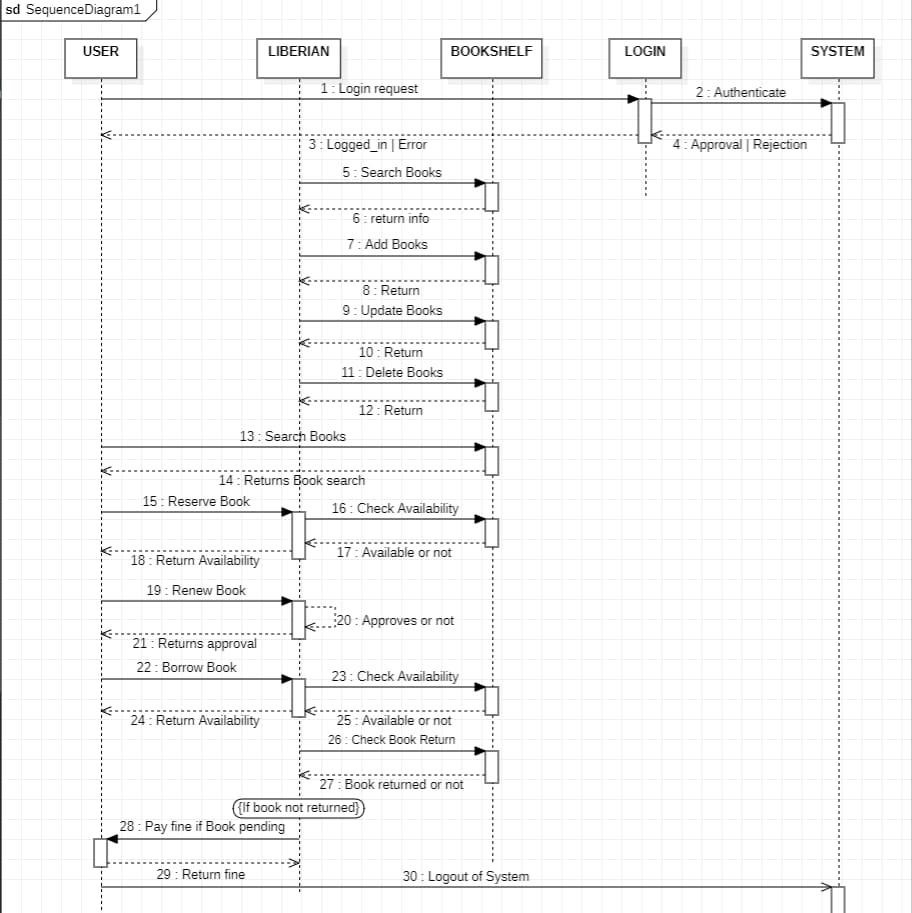 sd SequenceDiagram1
USER
LIBERIAN
BOOKSHELF
LOGIN
SYSTEM
1 : Login request
2 : Authenticate
3 : Logged_in | Error
4 : Approval | Rejection
5 : Search Books
6 : return info
7 : Add Books
8 : Return
9 : Update Books
10 : Return
11 : Delete Books
12 : Return
13 : Search Books
14 : Returns Book search
15 : Reserve Book
16 : Check Availability
17 : Available or not
18 : Return Availability
19 : Renew Book
20 : Approves or not
21 : Returns approval
22 : Borrow Book
23 : Check Availability
24 : Return Availability
25 : Available or not
26 : Check Book Return
27 : Book returned or not
{If book not returned}
28 : Pay fine if Book pending
29 : Return fine
30 : Logout of System